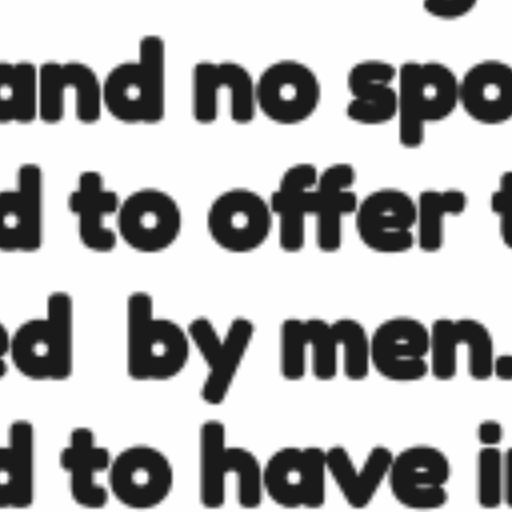 and no spo
d to offer t
ed by men.
d to have i